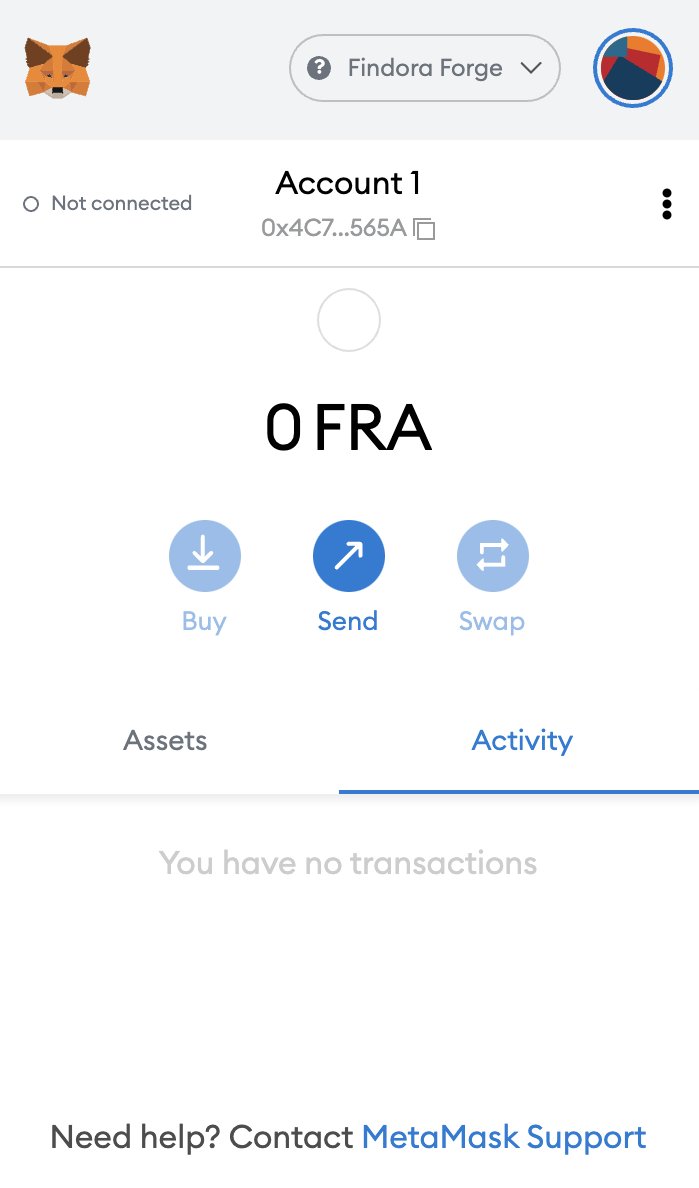 Findora Forge
Account 1
Not connected
0x4C7...565A
0 FRA
Buy Send Swap
Assets Activity
You have no transactions
Need help? Contact MetaMask Support